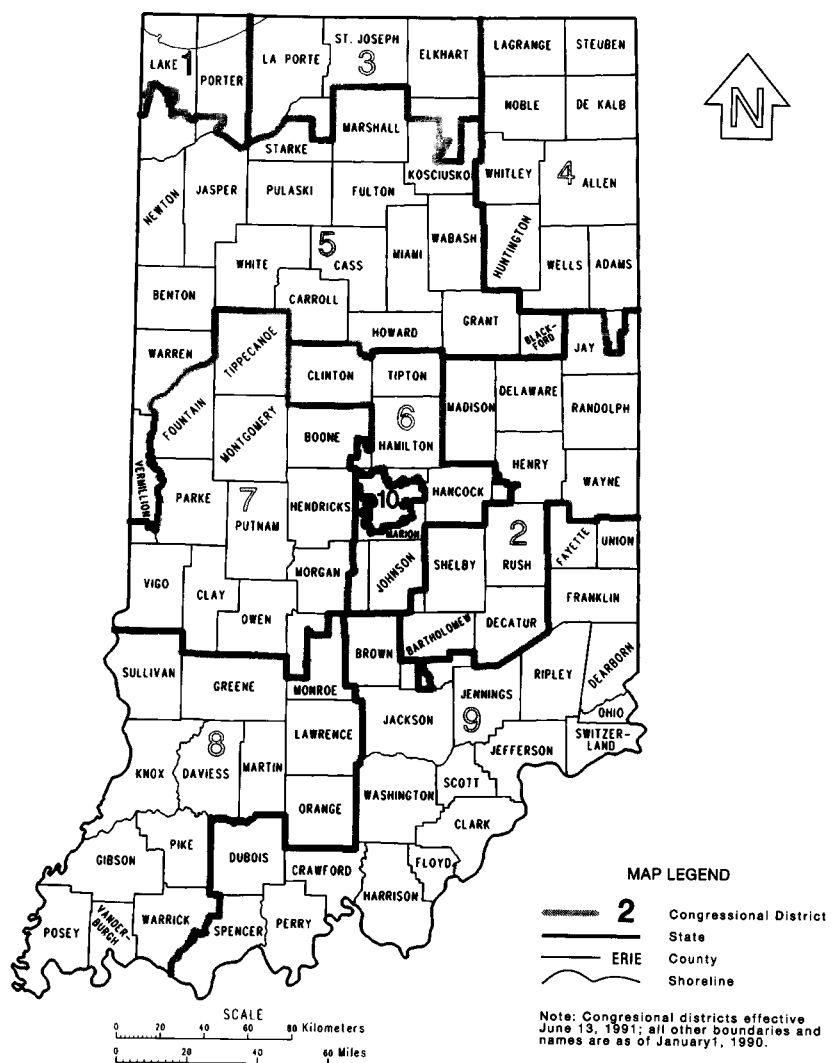 ST. JOSEPH
LA PORTE
ELKHART
LAGRANGE
STEUBEN
LAKE
1
PORTER
3
N
NOBLE
DE KALB
MARSHALL
STARKE
KOSCIUSKO
WHITLEY
4
ALLEN
NEWTON
JASPER
PULASKI
FULTON
HUNTINGTON
WABASH
MIAMI
5
CASS
WHITE
WELLS
ADAMS
BENTON
CARROLL
GRANT
HOWARD
BLACK-
FORD
JAY
WARREN
TIPPECANOE
CLINTON
TIPTON
MADISON
DELAWARE
RANDOLPH
FOUNTAIN
MONTGOMERY
BOONE
6
HAMILTON
HENRY
WAYNE
VERMILLION
PARKE
7
PUTNAM
HENDRICKS
10
MARION
HANCOCK
2
RUSH
FAYETTE
UNION
SHELBY
JOHNSON
MORGAN
VIGO
CLAY
OWEN
FRANKLIN
DECATUR
BARTHOLOMEW
BROWN
SULLIVAN
GREENE
MONROE
JENNINGS
RIPLEY
DEARBORN
OHIO
SWITZER-
LAND
9
JACKSON
JEFFERSON
LAWRENCE
8
KNOX
DAVIESS
MARTIN
ORANGE
WASHINGTON
SCOTT
CLARK
PIKE
GIBSON
DUBOIS
CRAWFORD
FLOYD
HARRISON
POSEY
VANDER-
BURGH
WARRICK
SPENCER
PERRY
MAP LEGEND
2 Congressional District
State
ERIE County
Shoreline
SCALE
0 20 40 60 80 Kilometers
0 20 40 60 Miles
Note: Congresional districts effective
June 13, 1991; all other boundaries and
names are as of January1, 1990.